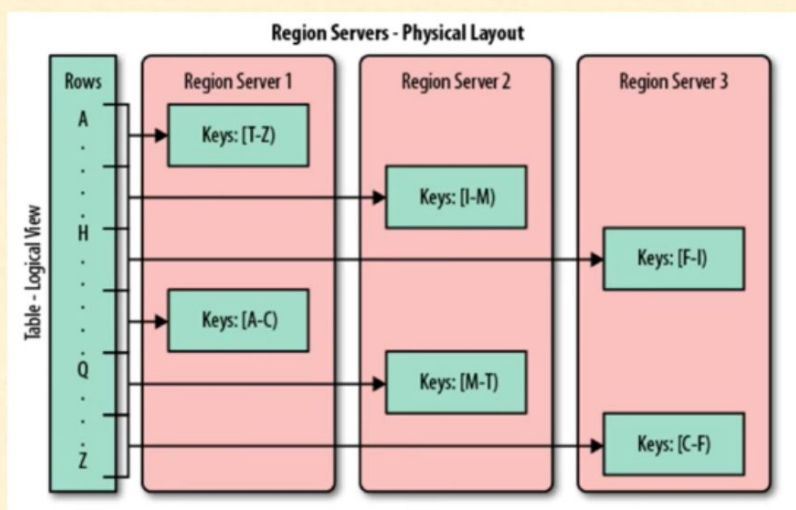 Region Servers - Physical Layout
Table - Logical View
Rows
A
.
.
.
.
H
.
.
.
.
.
Q
.
.
.
Z
Region Server 1
Keys: [T-Z)
Keys: [A-C)
Region Server 2
Keys: [I-M)
Keys: [M-T)
Region Server 3
Keys: [F-I)
Keys: [C-F)